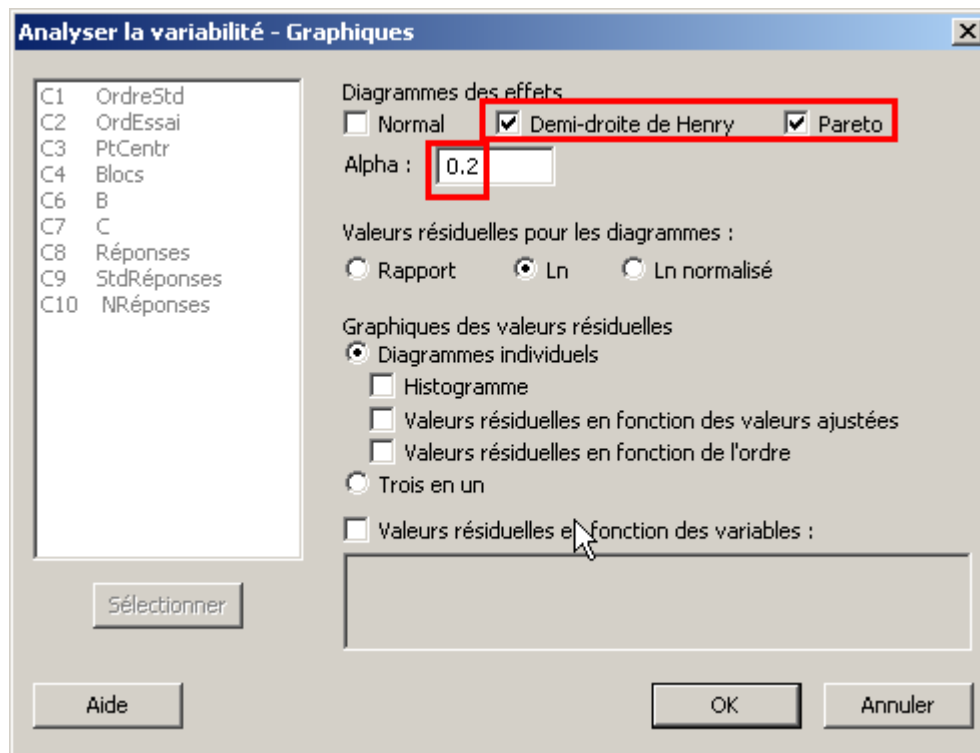 Analyser la variabilité - Graphiques
C1 OrdreStd
C2 OrdEssai
C3 PtCentr
C4 Blocs
C6 B
C7 C
C8 Réponses
C9 StdRéponses
C10 NRéponses
Sélectionner
Diagrammes des effets
Normal Demi-droite de Henry Pareto
Alpha : 0.2
Valeurs résiduelles pour les diagrammes :
Rapport Ln Ln normalisé
Graphiques des valeurs résiduelles
Diagrammes individuels
Histogramme
Valeurs résiduelles en fonction des valeurs ajustées
Valeurs résiduelles en fonction de l'ordre
Trois en un
Valeurs résiduelles en fonction des variables :
Aide OK Annuler